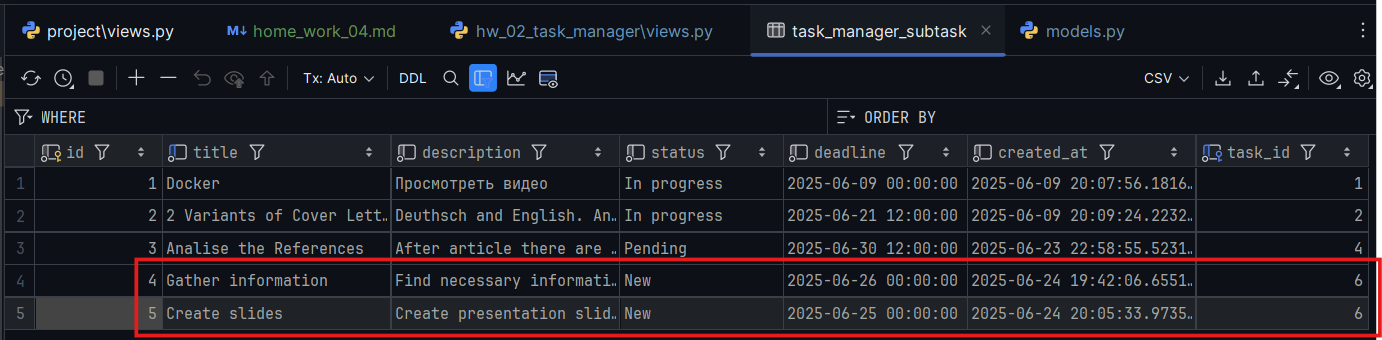 project\views.py home_work_04.md hw_02_task_manager\views.py task_manager_subtask models.py
Tx: Auto DDL CSV
WHERE ORDER BY
id title description status deadline created_at task_id
1 1 Docker Просмотреть видео In progress 2025-06-09 00:00:00 2025-06-09 20:07:56.1816… 1
2 2 2 Variants of Cover Lett… Deuthsch and English. An… In progress 2025-06-21 12:00:00 2025-06-09 20:09:24.2232… 2
3 3 Analise the References After article there are … Pending 2025-06-30 12:00:00 2025-06-23 22:58:55.5231… 4
4 4 Gather information Find necessary informati… New 2025-06-26 00:00:00 2025-06-24 19:42:06.6551… 6
5 5 Create slides Create presentation slid… New 2025-06-25 00:00:00 2025-06-24 20:05:33.9735… 6